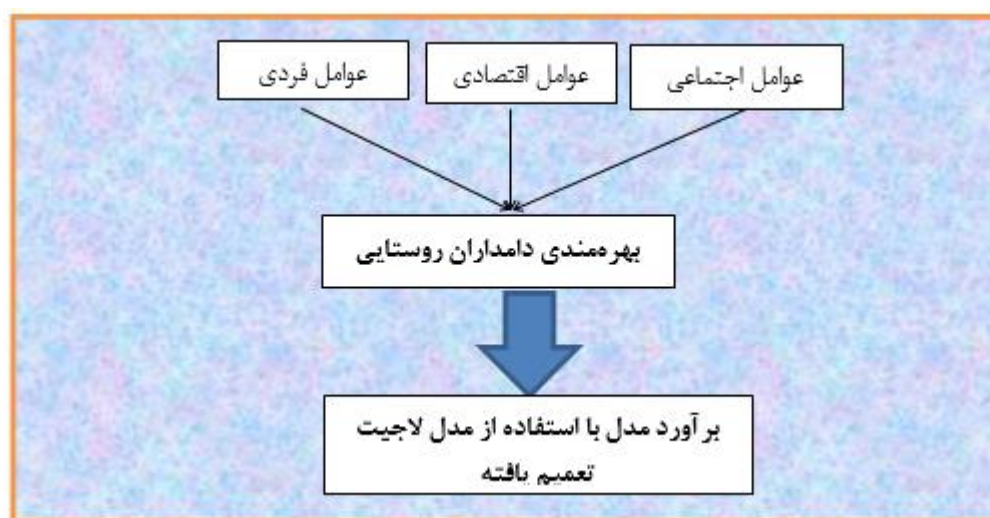 عوامل اجتماعی
عوامل اقتصادی
عوامل فردی
بهره‌مندی دامداران روستایی
برآورد مدل با استفاده از مدل لاجیت
تعمیم یافته